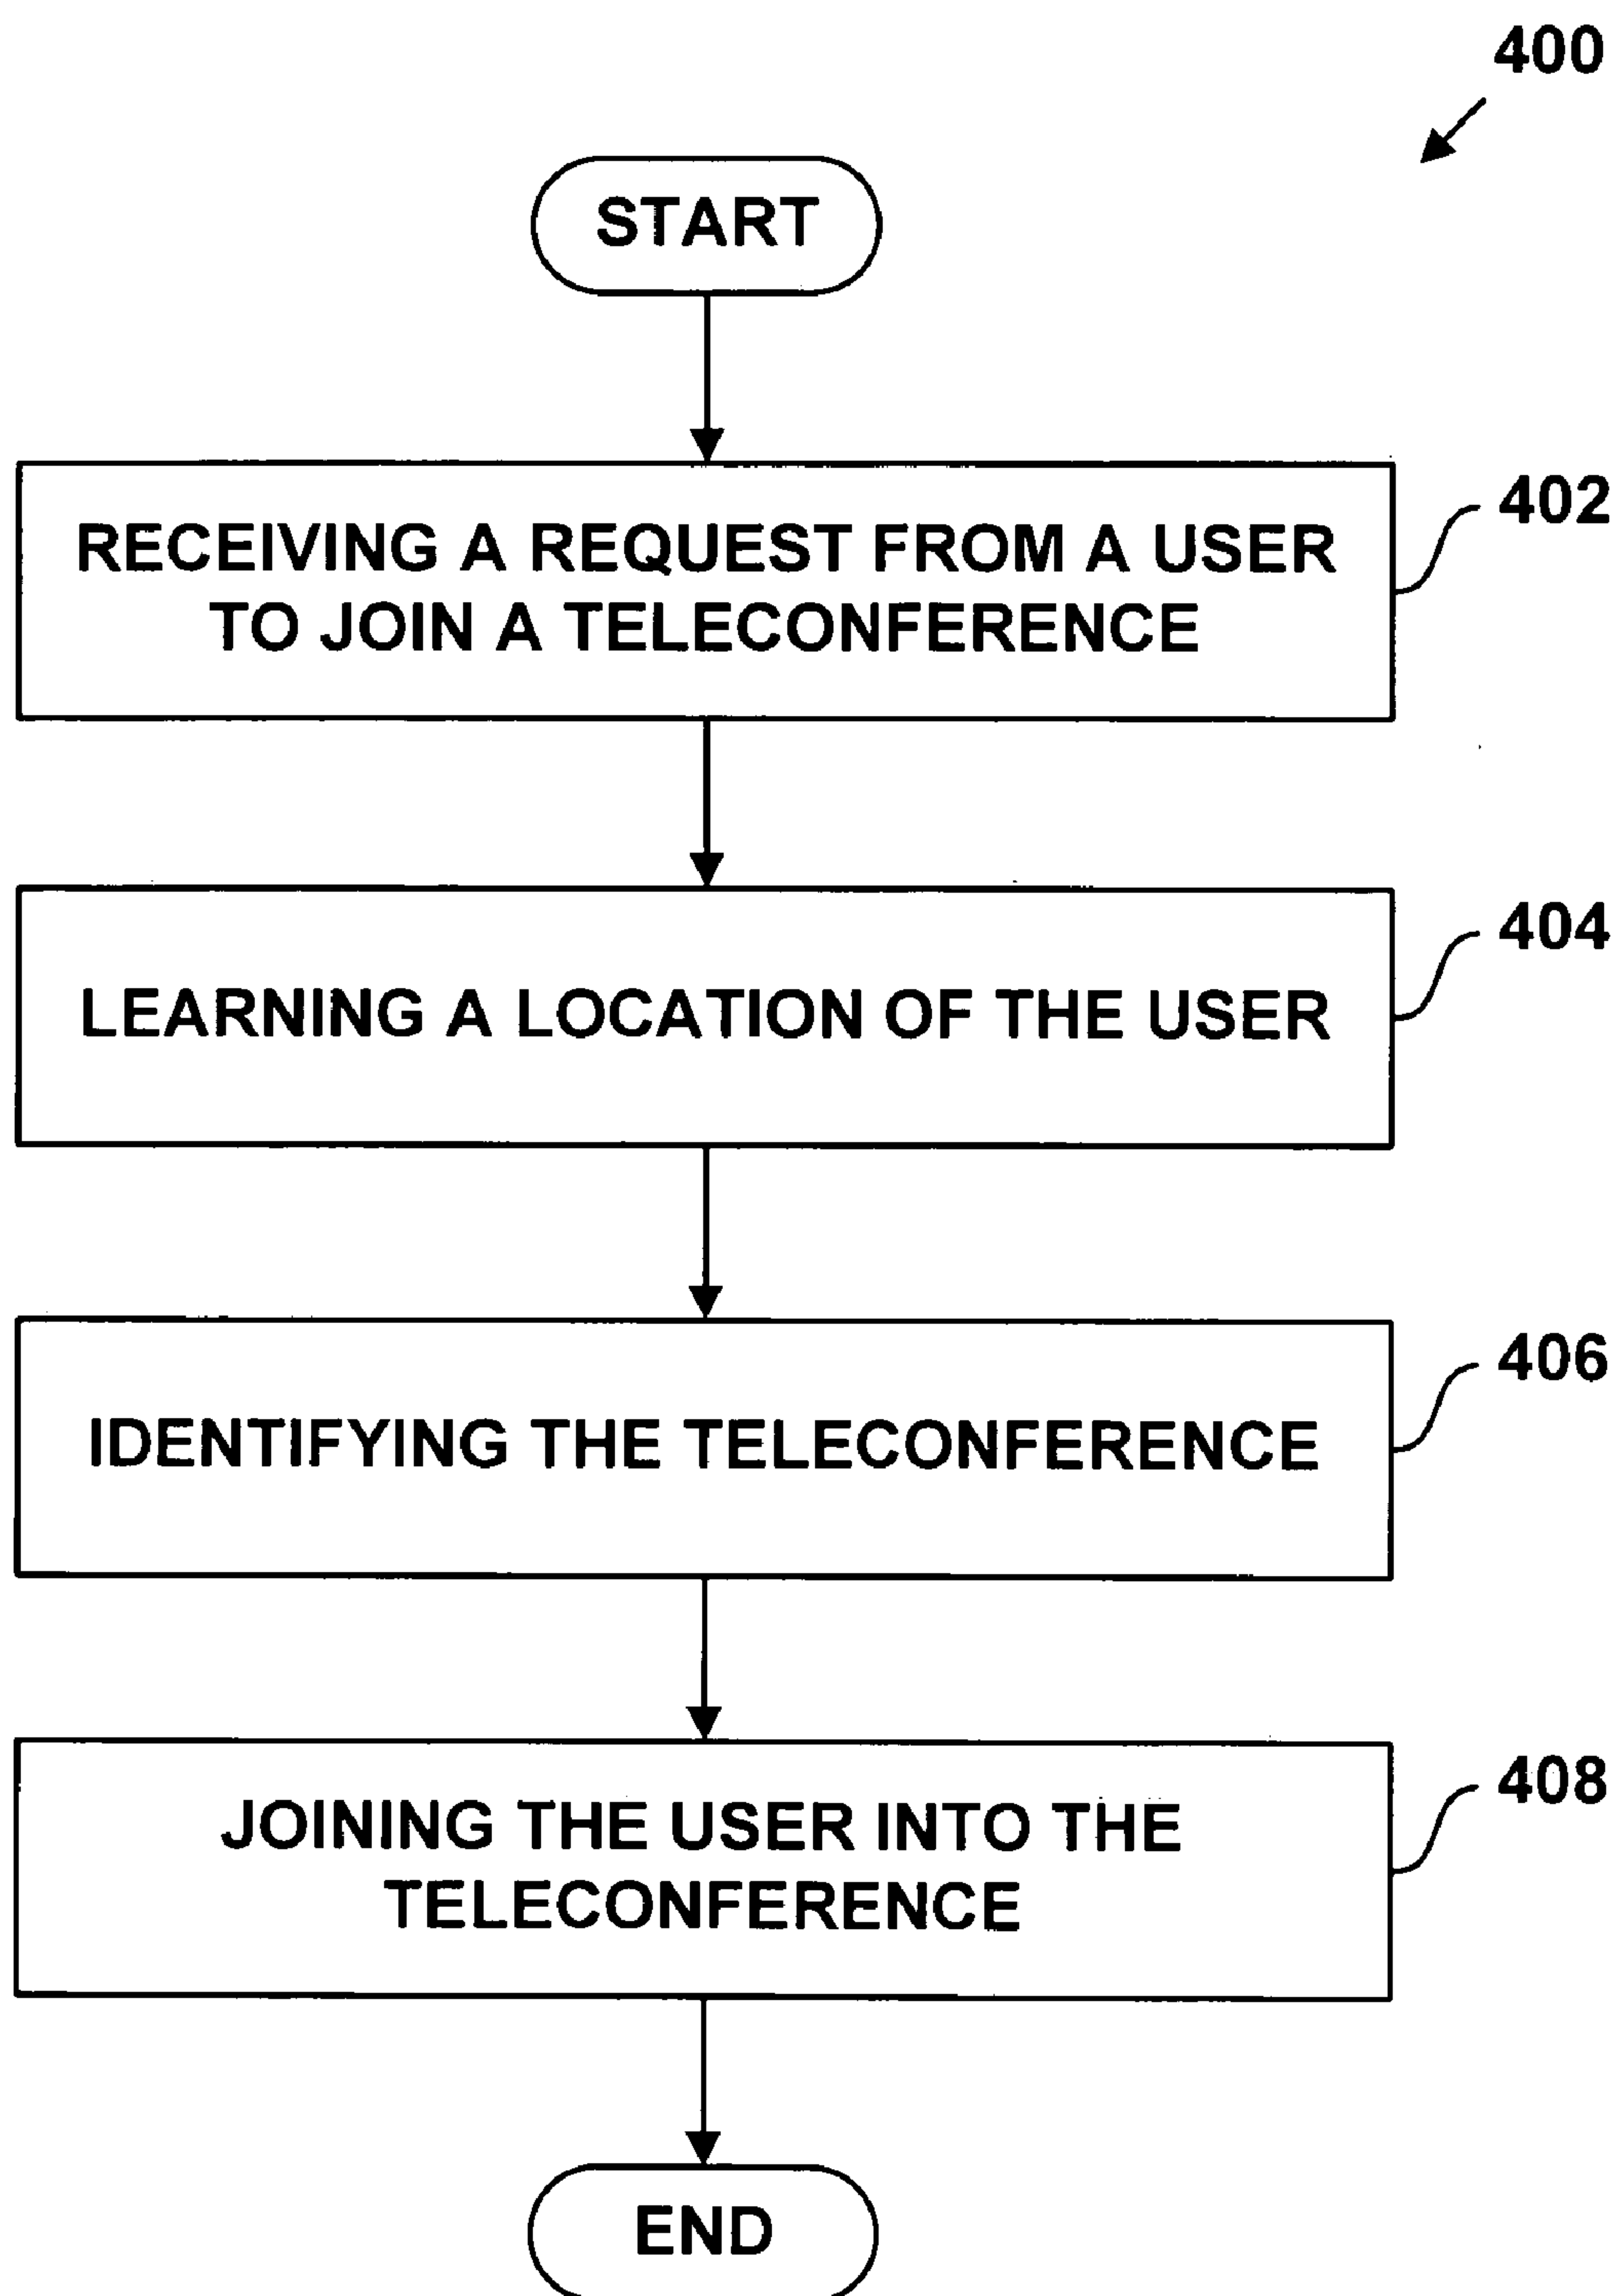 400
START
RECEIVING A REQUEST FROM A USER
TO JOIN A TELECONFERENCE
402
LEARNING A LOCATION OF THE USER
404
IDENTIFYING THE TELECONFERENCE
406
JOINING THE USER INTO THE
TELECONFERENCE
408
END